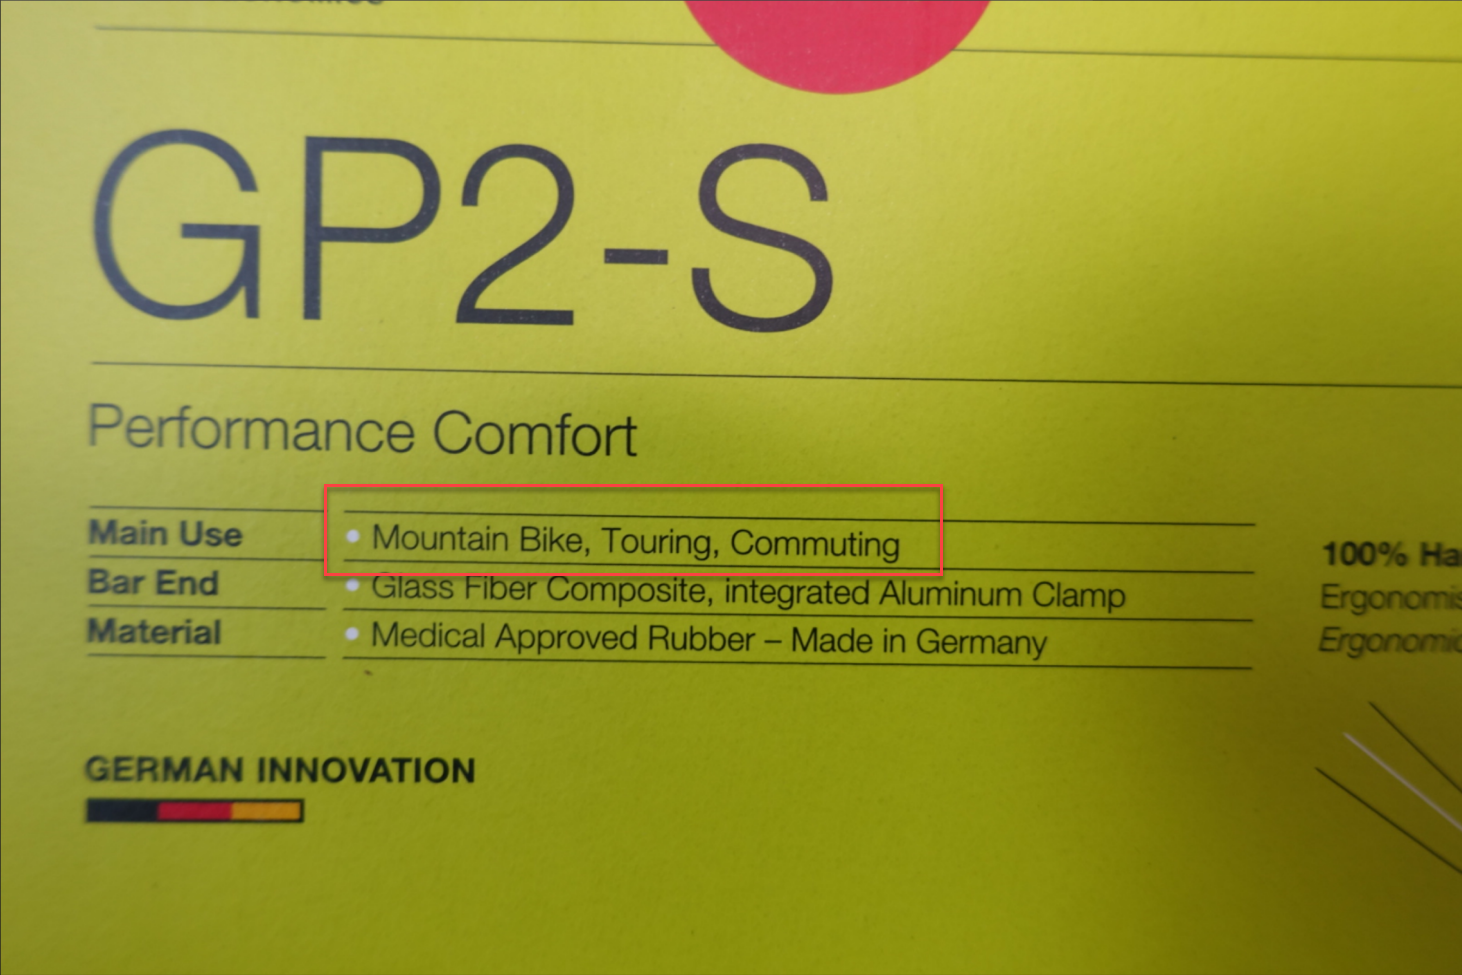 GP2-S
Performance Comfort
Main Use • Mountain Bike, Touring, Commuting
Bar End • Glass Fiber Composite, integrated Aluminum Clamp
Material • Medical Approved Rubber – Made in Germany
100%
GERMAN INNOVATION